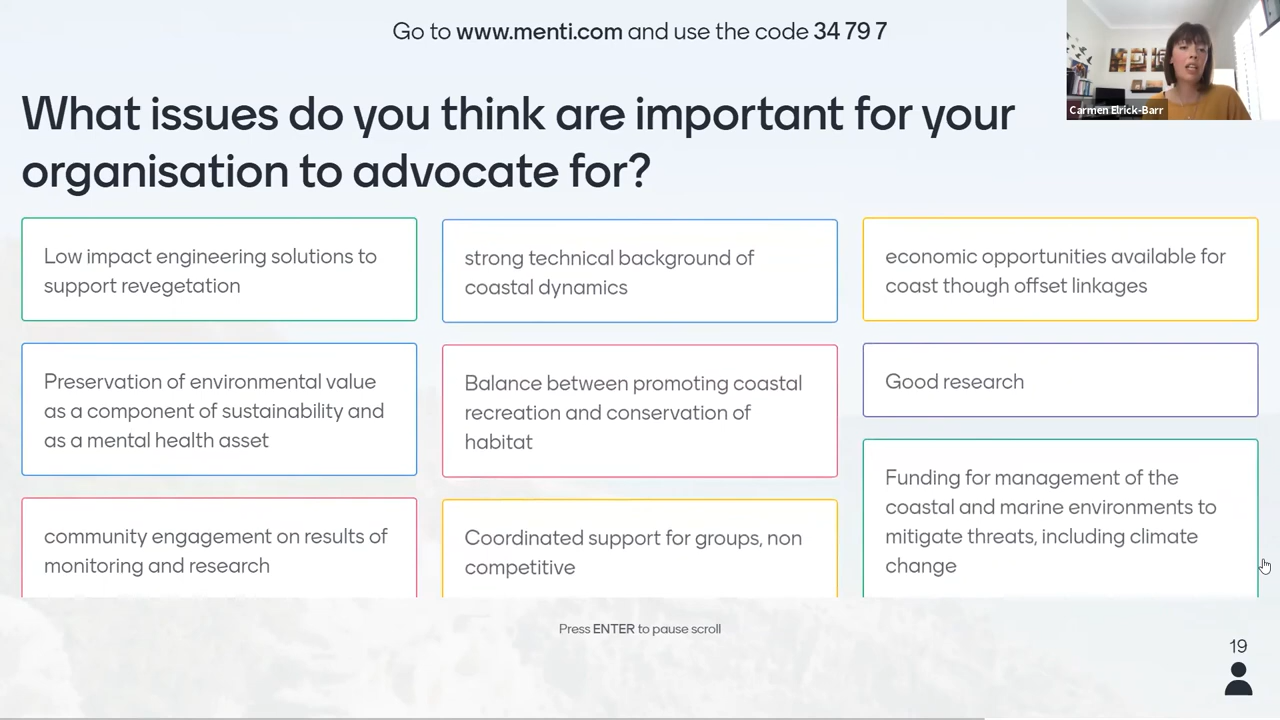 Go to www.menti.com and use the code 34 79 7
Carmen Elrick-Barr
What issues do you think are important for your
organisation to advocate for?
Low impact engineering solutions to
support revegetation
strong technical background of
coastal dynamics
economic opportunities available for
coast though offset linkages
Preservation of environmental value
as a component of sustainability and
as a mental health asset
Balance between promoting coastal
recreation and conservation of
habitat
Good research
community engagement on results of
monitoring and research
Coordinated support for groups, non
competitive
Funding for management of the
coastal and marine environments to
mitigate threats, including climate
change
Press ENTER to pause scroll
19